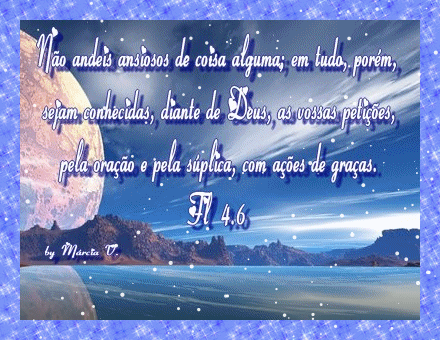 Não andeis ansiosos de coisa alguma; em tudo, porém,
sejam conhecidas, diante de Deus, as vossas petições,
pela oração e pela súplica, com ações de graças.
Fl 4.6
by Márcia V.